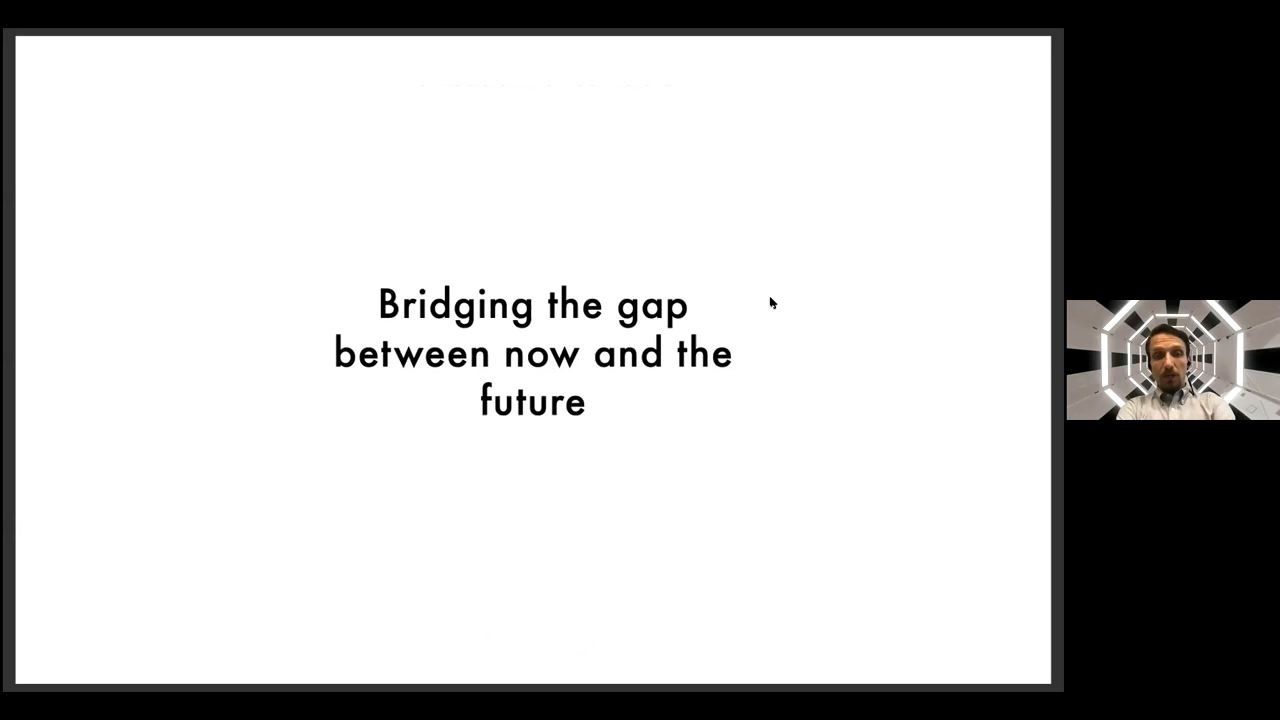 Bridging the gap
between now and the
future